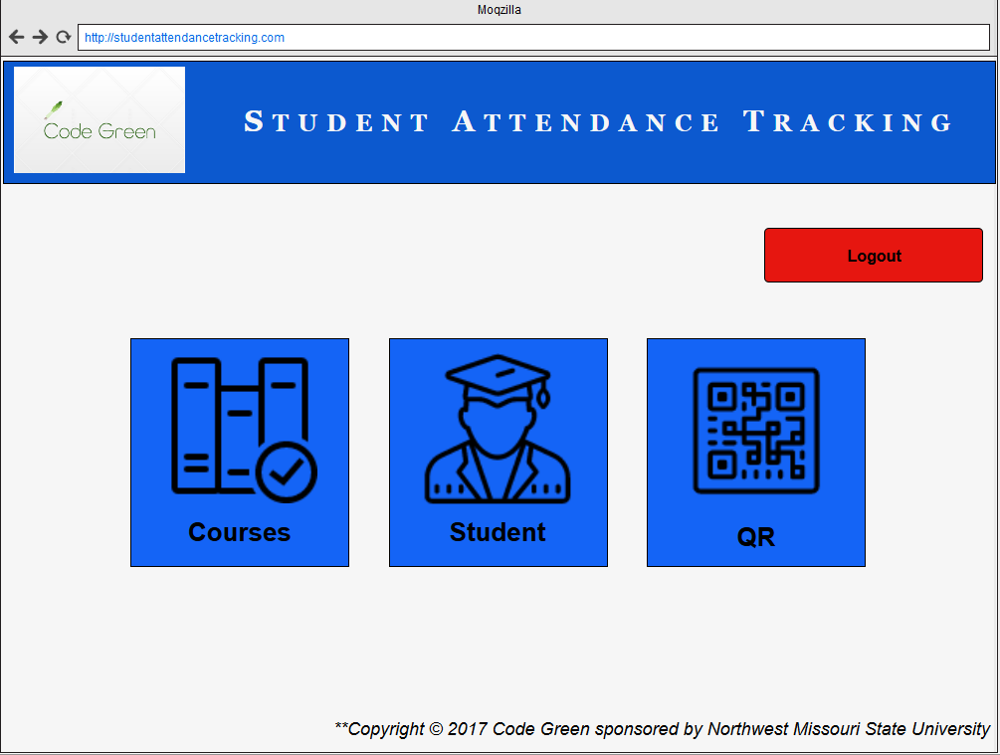 Moqzilla
http://studentattendancetracking.com
Code Green
STUDENT ATTENDANCE TRACKING
Logout
Courses
Student
QR
**Copyright © 2017 Code Green sponsored by Northwest Missouri State University